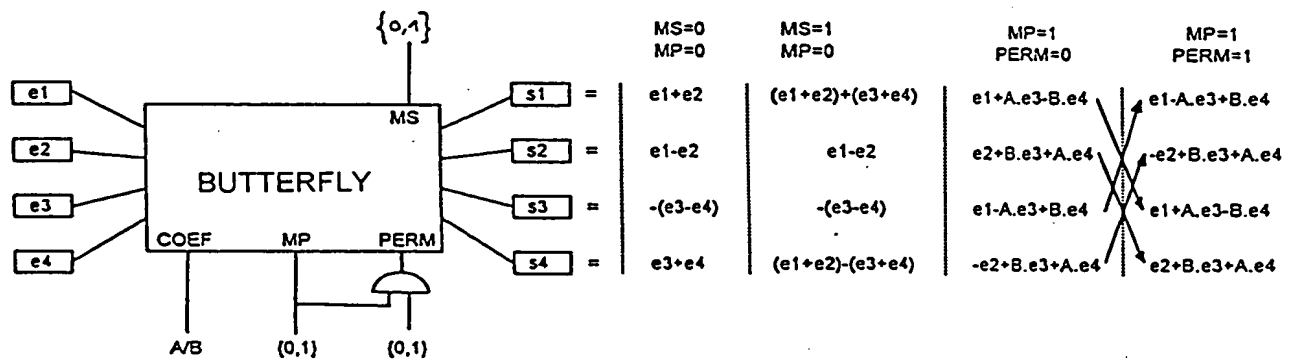 {0,1}
MS=0 MS=1 MP=1 MP=1
MP=0 MP=0 PERM=0 PERM=1
e1 s1 = e1+e2 (e1+e2)+(e3+e4) e1+A.e3-B.e4 e1-A.e3+B.e4
MS
e2 s2 = e1-e2 e1-e2 e2+B.e3+A.e4 -e2+B.e3+A.e4
BUTTERFLY
e3 s3 = -(e3-e4) -(e3-e4) e1-A.e3+B.e4 e1+A.e3-B.e4
COEF MP PERM
e4 s4 = e3+e4 (e1+e2)-(e3+e4) -e2+B.e3+A.e4 e2+B.e3+A.e4
A/B {0,1} {0,1}